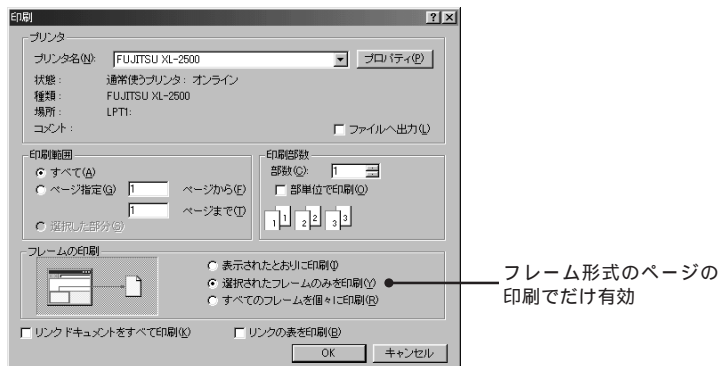 印刷
プリンタ
プリンタ名(N): FUJITSU XL-2500 プロパティ(P)
状態： 通常使うプリンタ：オンライン
種類： FUJITSU XL-2500
場所： LPT1:
コメント： ファイルへ出力(L)
印刷範囲
すべて(A)
ページ指定(G) 1 ページから(F)
1 ページまで(T)
選択した部分(S)
印刷部数
部数(C): 1
部単位で印刷(O)
1 1 2 2 3 3
フレームの印刷
表示されたとおりに印刷(I)
選択されたフレームのみを印刷(Y)
すべてのフレームを個々に印刷(R)
フレーム形式のページの
印刷でだけ有効
リンクドキュメントをすべて印刷(K) リンクの表を印刷(B)
OK キャンセル